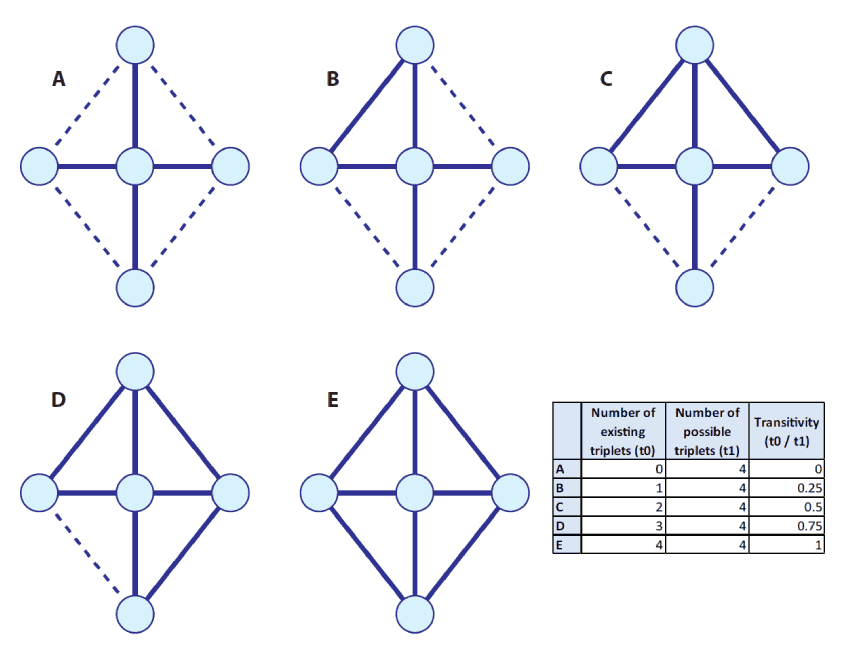 A
B
C
D
E
Number of existing triplets (t0)
Number of possible triplets (t1)
Transitivity (t0 / t1)
A 0 4 0
B 1 4 0.25
C 2 4 0.5
D 3 4 0.75
E 4 4 1